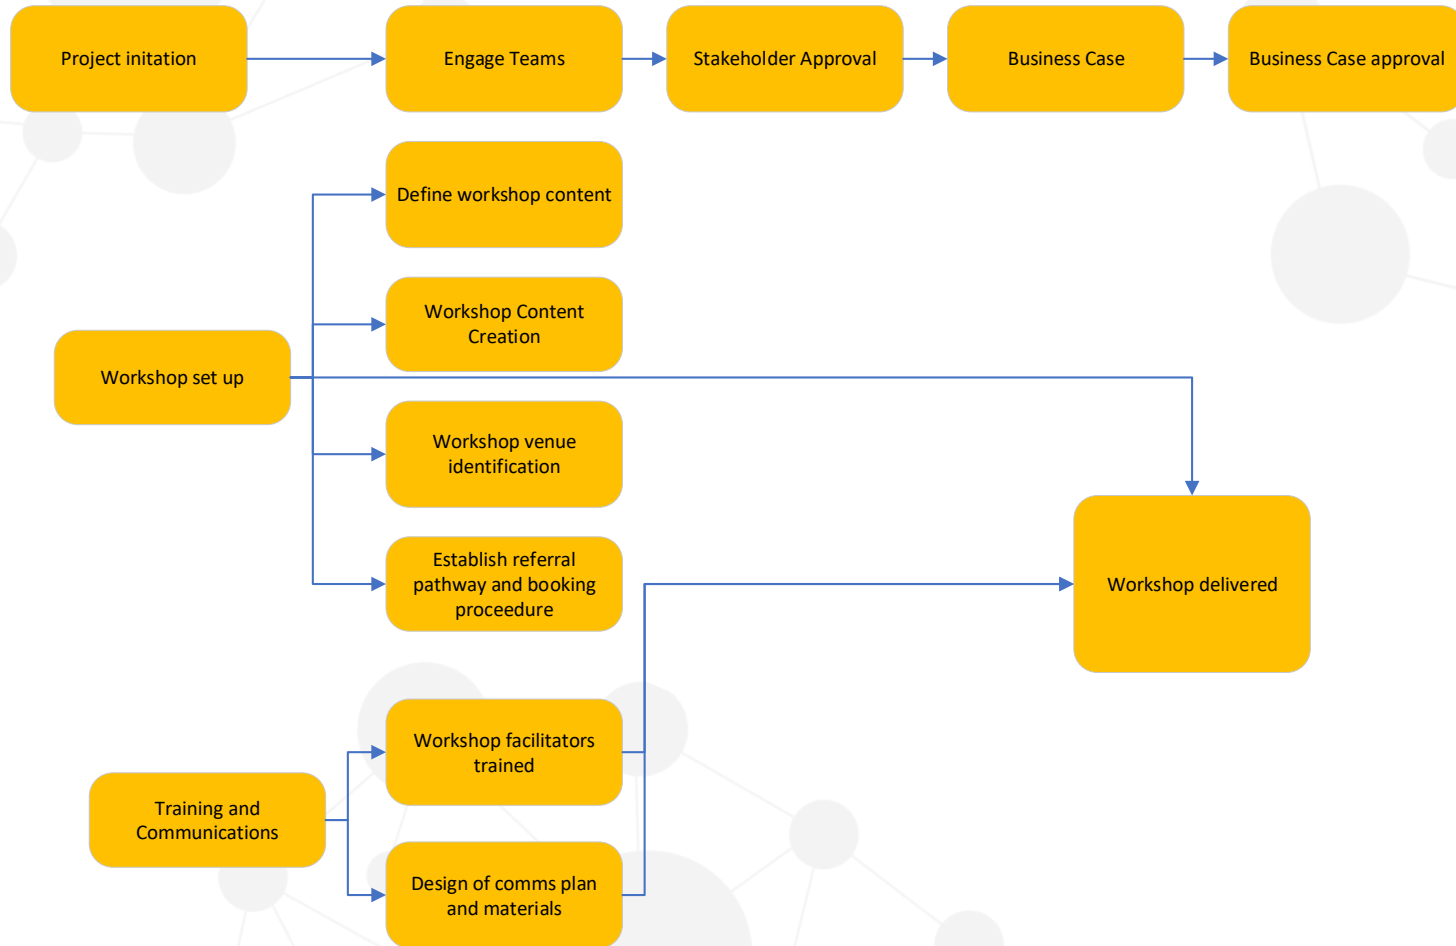 Project initation
Engage Teams
Stakeholder Approval
Business Case
Business Case approval
Define workshop content
Workshop Content
Creation
Workshop set up
Workshop venue
identification
Establish referral
pathway and booking
proceedure
Workshop delivered
Workshop facilitators
trained
Training and
Communications
Design of comms plan
and materials